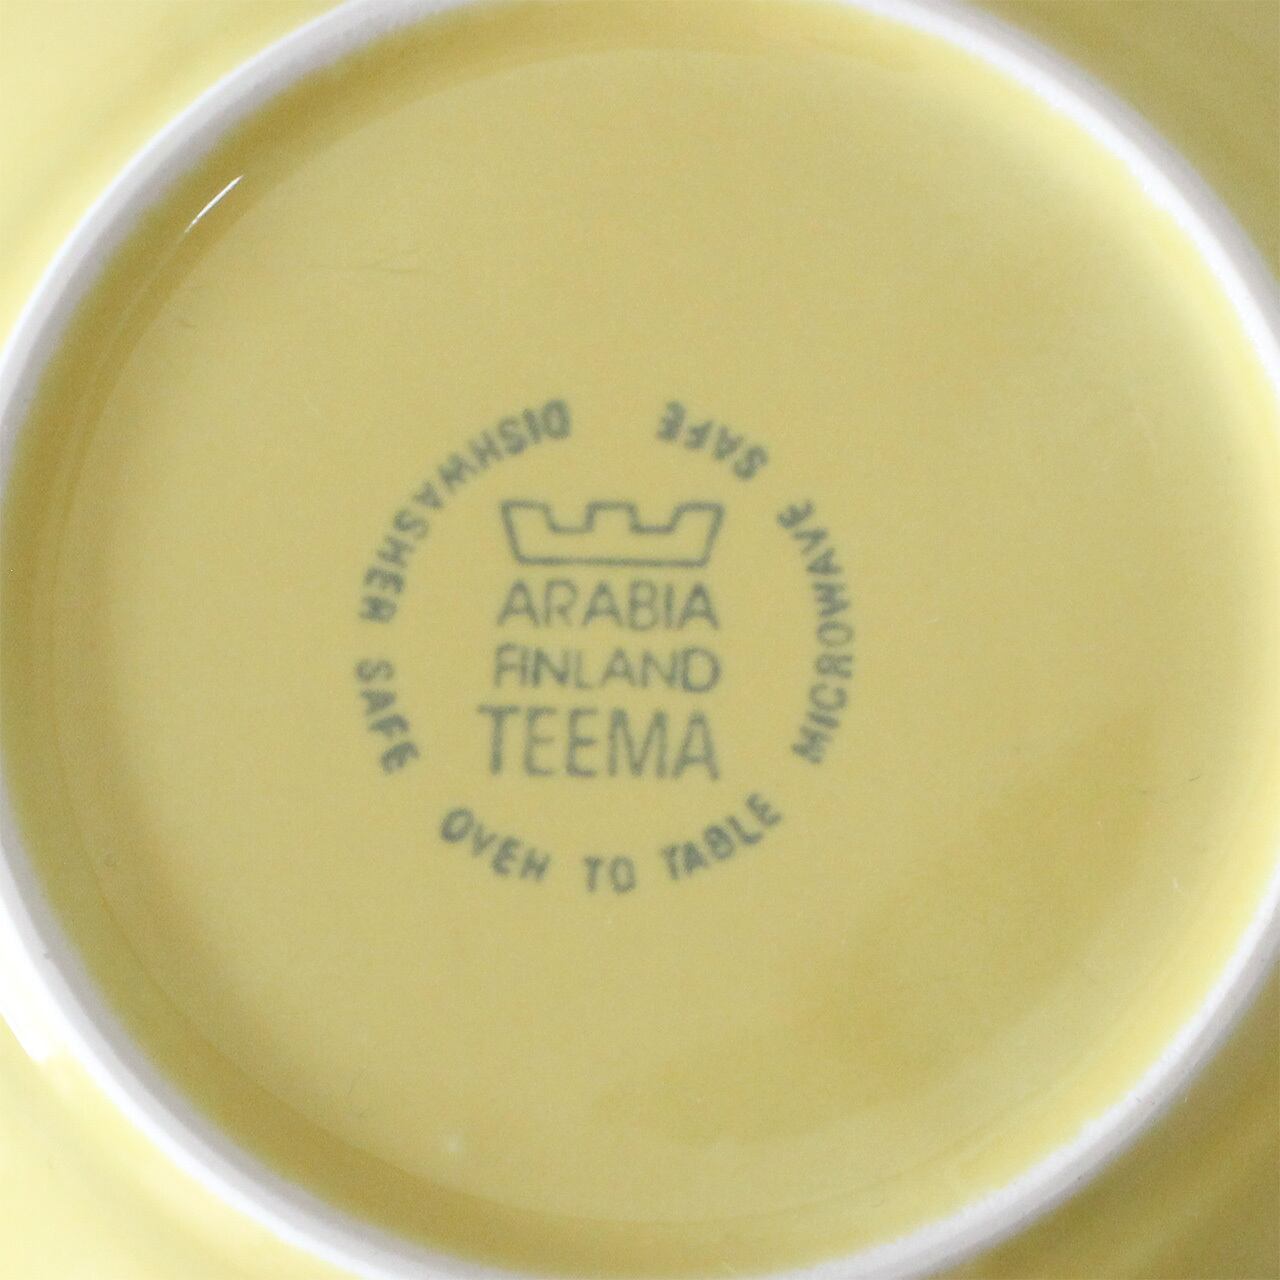 ARABIA
FINLAND
TEEMA
DISHWASHER SAFE
OVEN TO TABLE
MICROWAVE SAFE